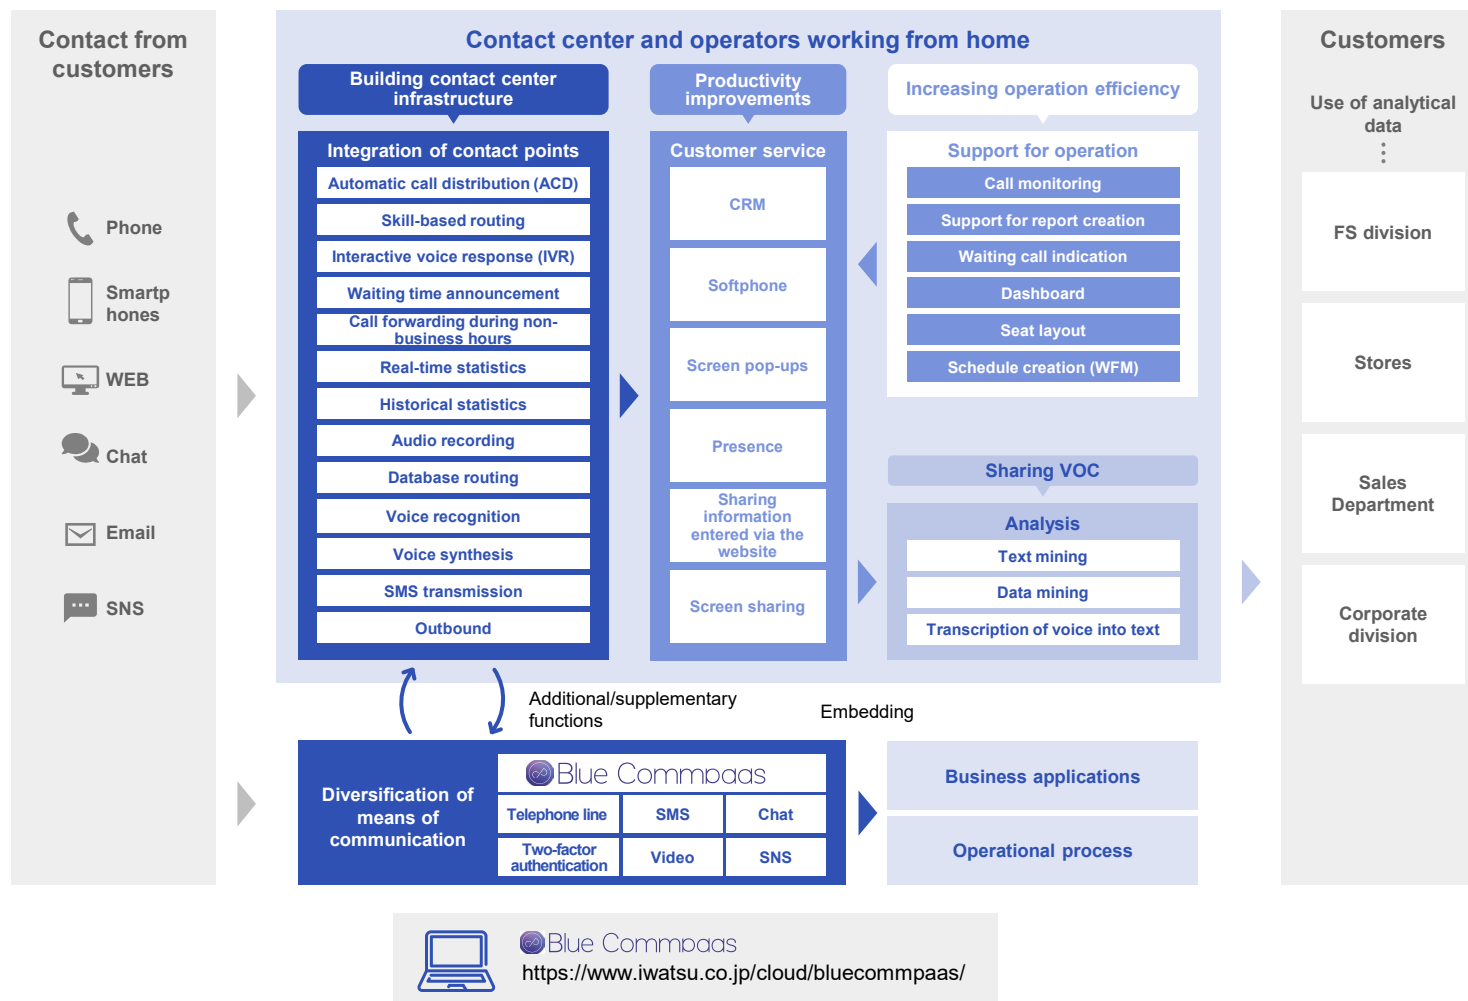 Contact from
customers
Phone
Smartp
hones
WEB
Chat
Email
SNS
Contact center and operators working from home
Building contact center
infrastructure
Integration of contact points
Automatic call distribution (ACD)
Skill-based routing
Interactive voice response (IVR)
Waiting time announcement
Call forwarding during non-
business hours
Real-time statistics
Historical statistics
Audio recording
Database routing
Voice recognition
Voice synthesis
SMS transmission
Outbound
Productivity
improvements
Customer service
CRM
Softphone
Screen pop-ups
Presence
Sharing
information
entered via the
website
Screen sharing
Increasing operation efficiency
Support for operation
Call monitoring
Support for report creation
Waiting call indication
Dashboard
Seat layout
Schedule creation (WFM)
Sharing VOC
Analysis
Text mining
Data mining
Transcription of voice into text
Additional/supplementary
functions
Embedding
Diversification of
means of
communication
Blue Commpaas
Telephone line
SMS
Chat
Two-factor
authentication
Video
SNS
Business applications
Operational process
Customers
Use of analytical
data
FS division
Stores
Sales
Department
Corporate
division
Blue Commpaas
https://www.iwatsu.co.jp/cloud/bluecommpaas/